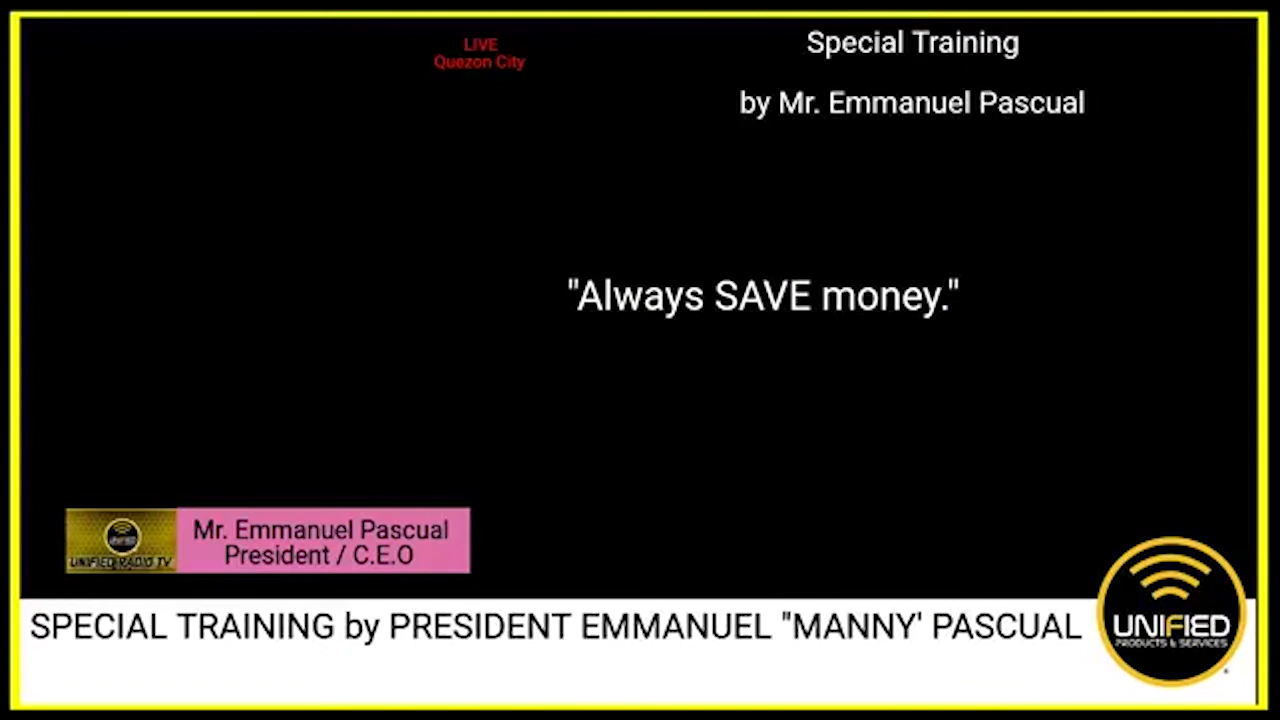 LIVE
Quezon City
Special Training
by Mr. Emmanuel Pascual
"Always SAVE money."
UNIFIED RADIO TV
Mr. Emmanuel Pascual
President / C.E.O
SPECIAL TRAINING by PRESIDENT EMMANUEL "MANNY' PASCUAL
UNIFIED
PRODUCTS & SERVICES